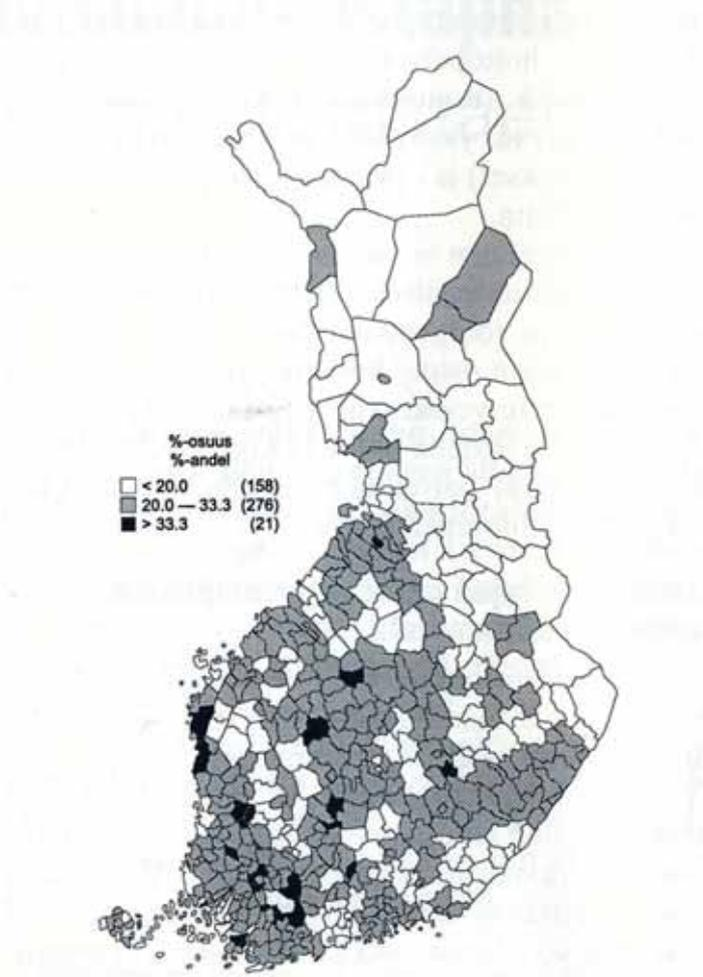 %-osuus
%-andel
< 20.0 (158)
20.0 — 33.3 (276)
> 33.3 (21)